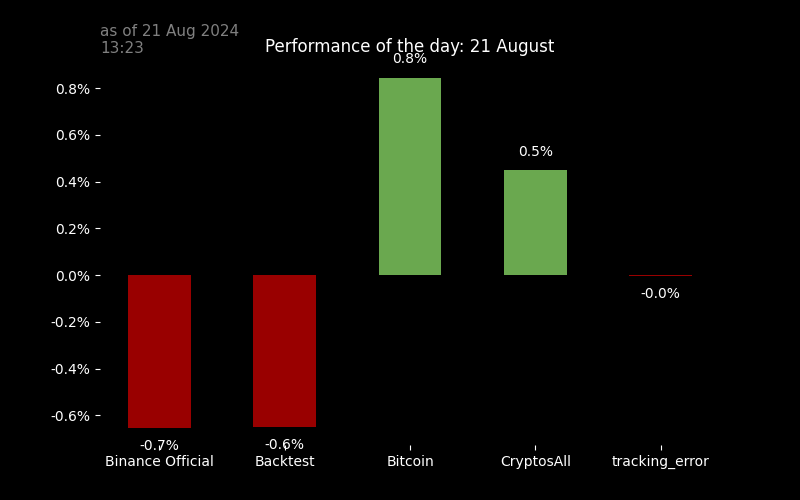 as of 21 Aug 2024
13:23
Performance of the day: 21 August
0.8%
0.6%
0.4%
0.2%
0.0%
-0.2%
-0.4%
-0.6%
0.8%
0.5%
-0.0%
-0.7%
-0.6%
Binance Official
Backtest
Bitcoin
CryptosAll
tracking_error